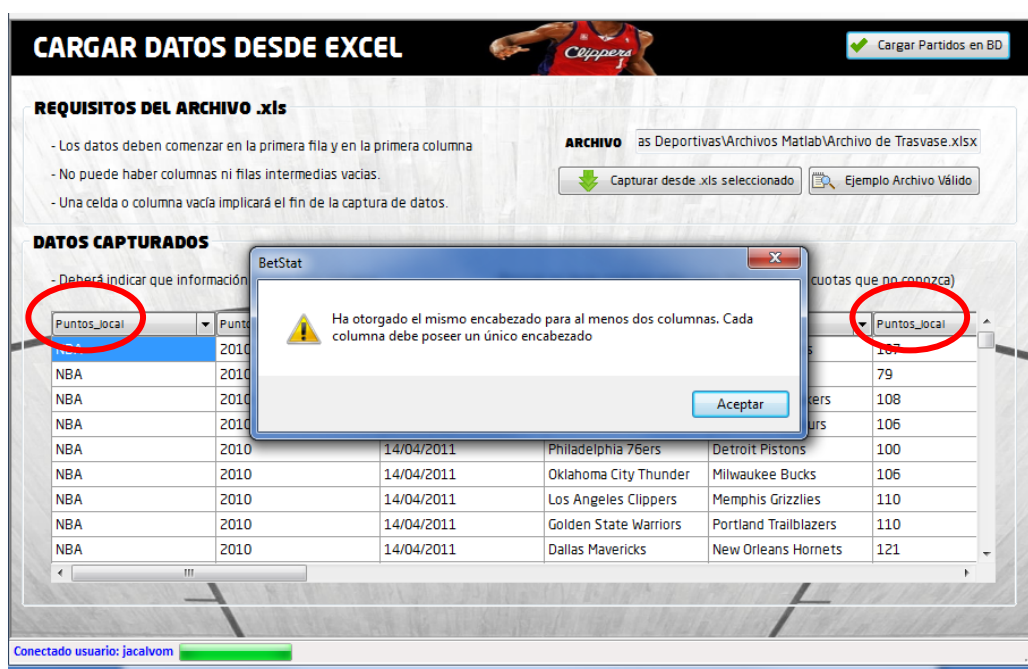 CARGAR DATOS DESDE EXCEL
Clippers
Cargar Partidos en BD
REQUISITOS DEL ARCHIVO .xls
- Los datos deben comenzar en la primera fila y en la primera columna
- No puede haber columnas ni filas intermedias vacias.
- Una celda o columna vacía implicará el fin de la captura de datos.
ARCHIVO as Deportivas\Archivos Matlab\Archivo de Trasvase.xlsx
Capturar desde .xls seleccionado
Ejemplo Archivo Válido
DATOS CAPTURADOS
- Deberá indicar que información
cuotas que no conozca)
BetStat
Ha otorgado el mismo encabezado para al menos dos columnas. Cada
columna debe poseer un único encabezado
Aceptar
Puntos_local Punto Puntos_local
NBA 2010 s 107
NBA 2010 79
NBA 2010 kers 108
NBA 2010 urs 106
NBA 2010 14/04/2011 Philadelphia 76ers Detroit Pistons 100
NBA 2010 14/04/2011 Oklahoma City Thunder Milwaukee Bucks 106
NBA 2010 14/04/2011 Los Angeles Clippers Memphis Grizzlies 110
NBA 2010 14/04/2011 Golden State Warriors Portland Trailblazers 110
NBA 2010 14/04/2011 Dallas Mavericks New Orleans Hornets 121
Conectado usuario: jacalvom